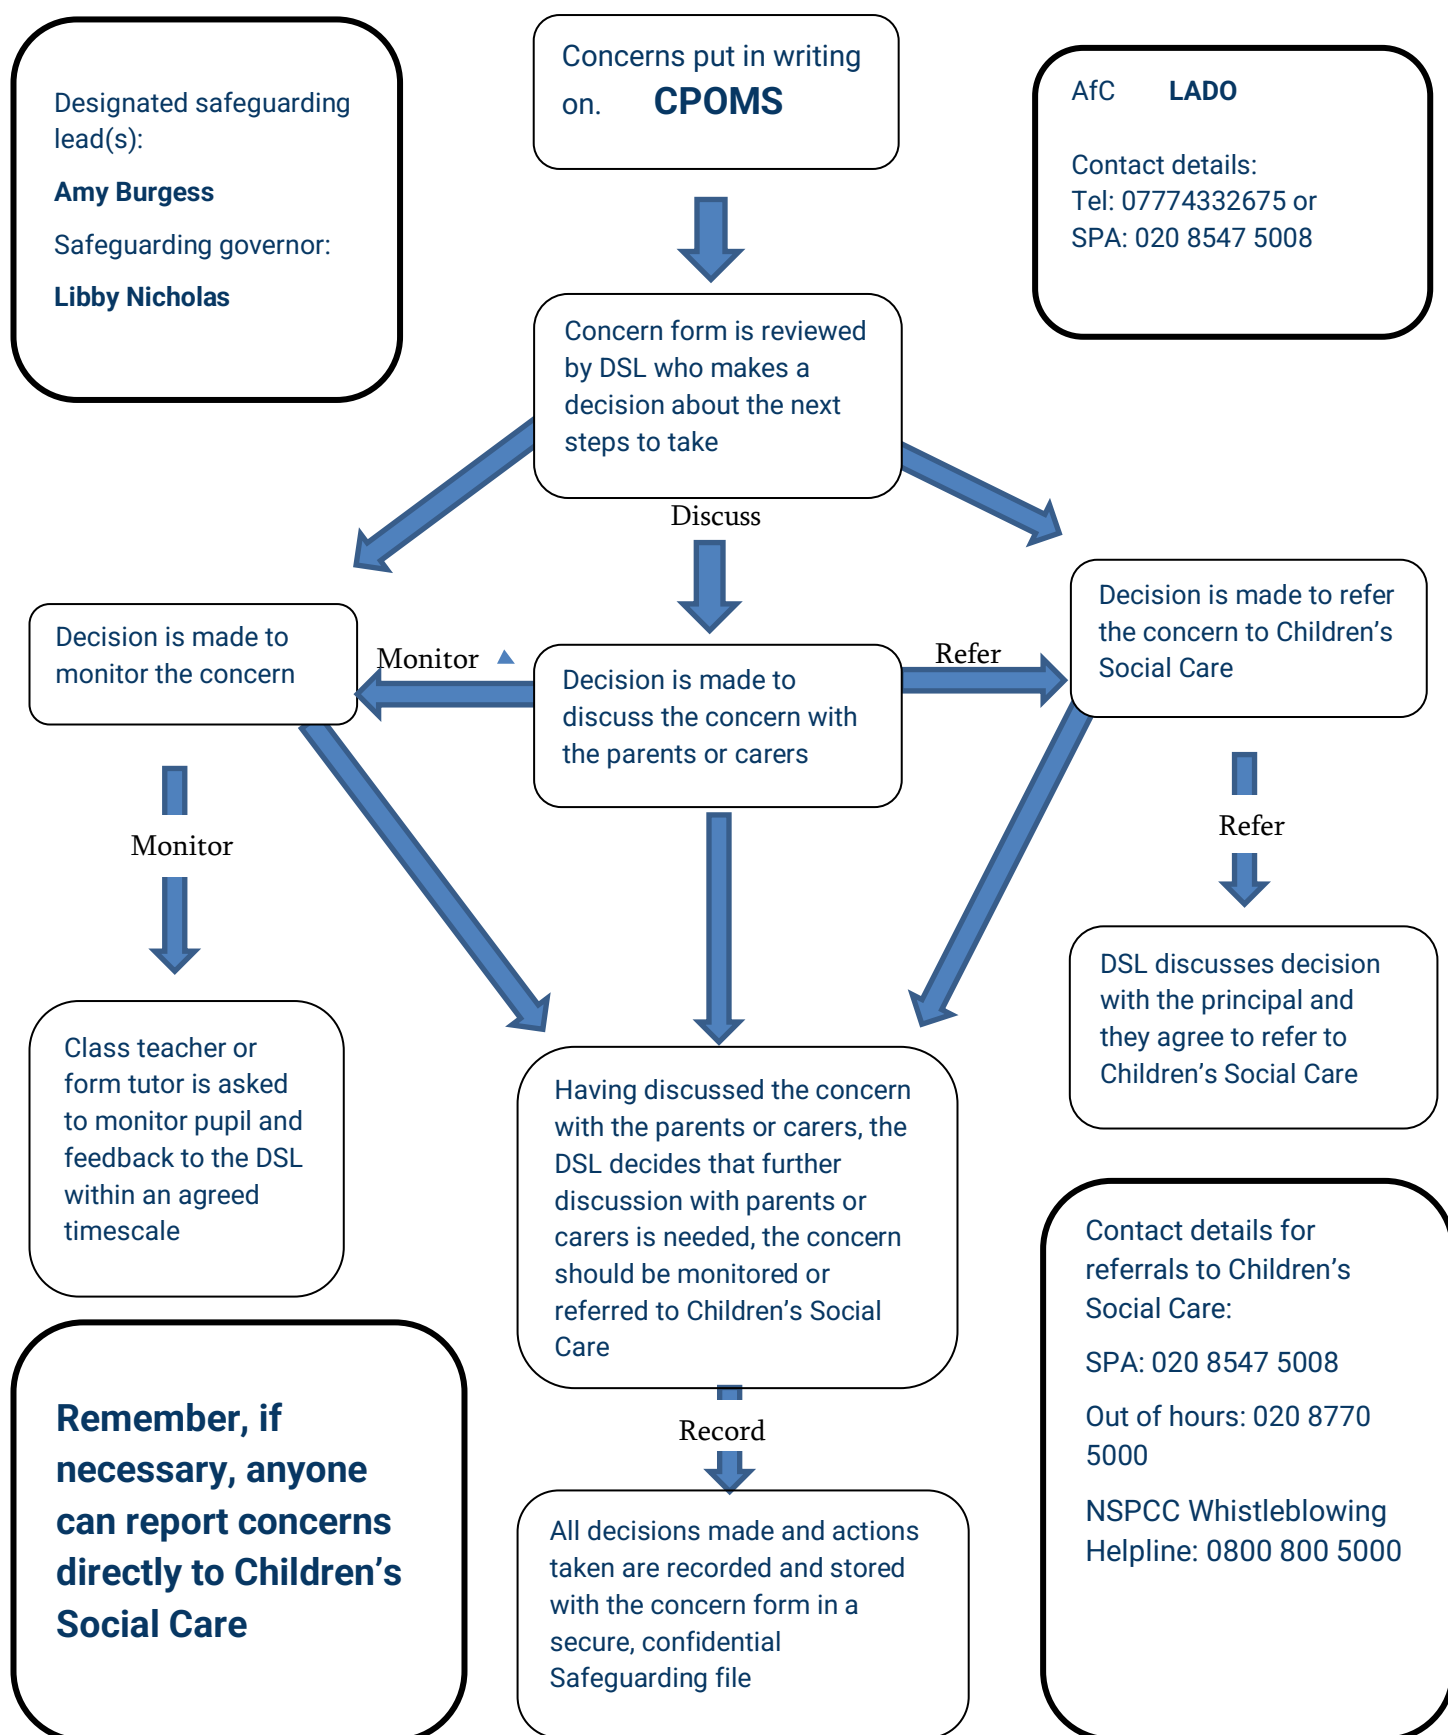 Designated safeguarding
lead(s):
Amy Burgess
Safeguarding governor:
Libby Nicholas
Concerns put in writing
on. CPOMS
AfC LADO
Contact details:
Tel: 07774332675 or
SPA: 020 8547 5008
Concern form is reviewed
by DSL who makes a
decision about the next
steps to take
Discuss
Decision is made to
monitor the concern
Monitor
Decision is made to
discuss the concern with
the parents or carers
Refer
Decision is made to refer
the concern to Children’s
Social Care
Monitor
Refer
Class teacher or
form tutor is asked
to monitor pupil and
feedback to the DSL
within an agreed
timescale
Having discussed the concern
with the parents or carers, the
DSL decides that further
discussion with parents or
carers is needed, the concern
should be monitored or
referred to Children’s Social
Care
DSL discusses decision
with the principal and
they agree to refer to
Children’s Social Care
Record
Remember, if
necessary, anyone
can report concerns
directly to Children’s
Social Care
All decisions made and actions
taken are recorded and stored
with the concern form in a
secure, confidential
Safeguarding file
Contact details for
referrals to Children’s
Social Care:
SPA: 020 8547 5008
Out of hours: 020 8770
5000
NSPCC Whistleblowing
Helpline: 0800 800 5000